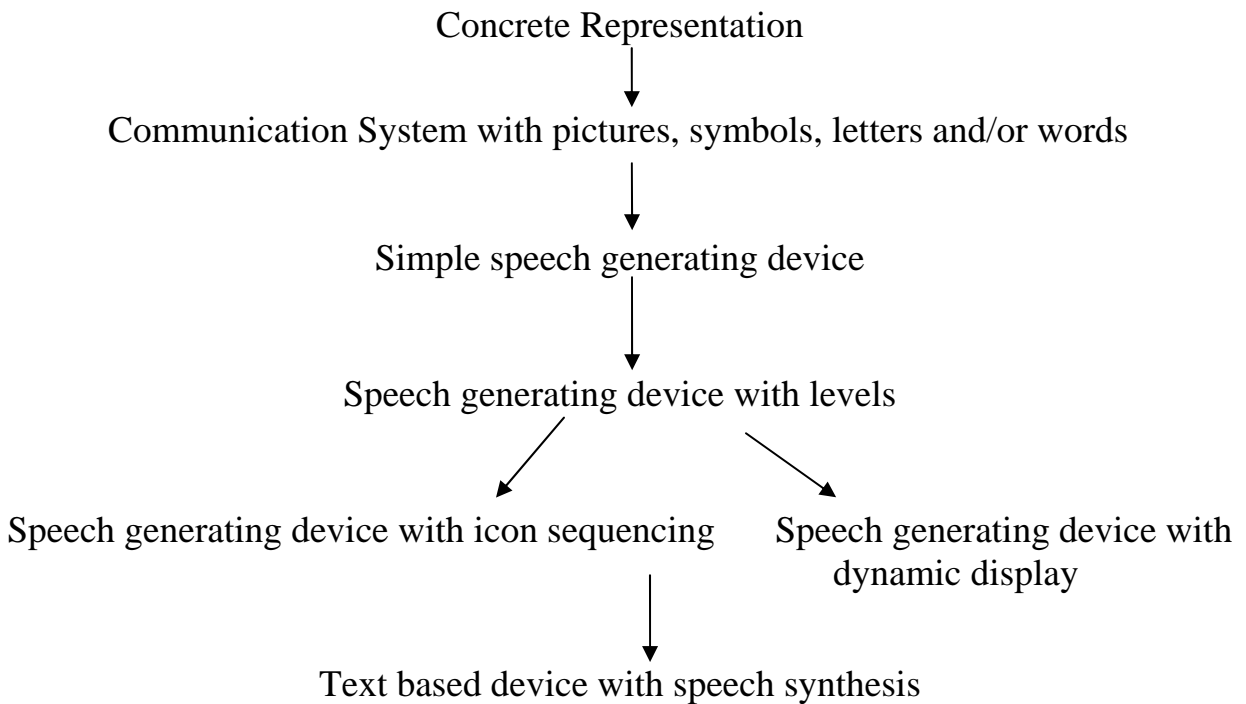 Concrete Representation
Communication System with pictures, symbols, letters and/or words
Simple speech generating device
Speech generating device with levels
Speech generating device with icon sequencing
Speech generating device with
dynamic display
Text based device with speech synthesis